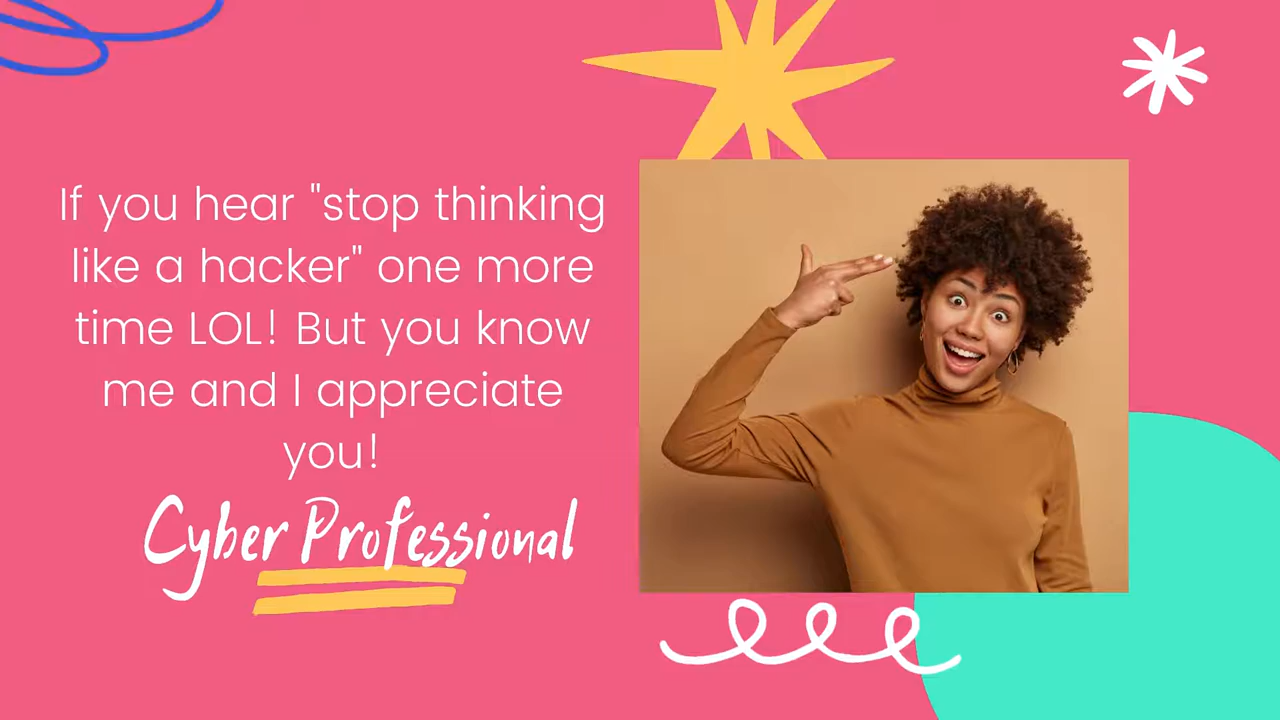 If you hear "stop thinking
like a hacker" one more
time LOL! But you know
me and I appreciate
you!
Cyber Professional